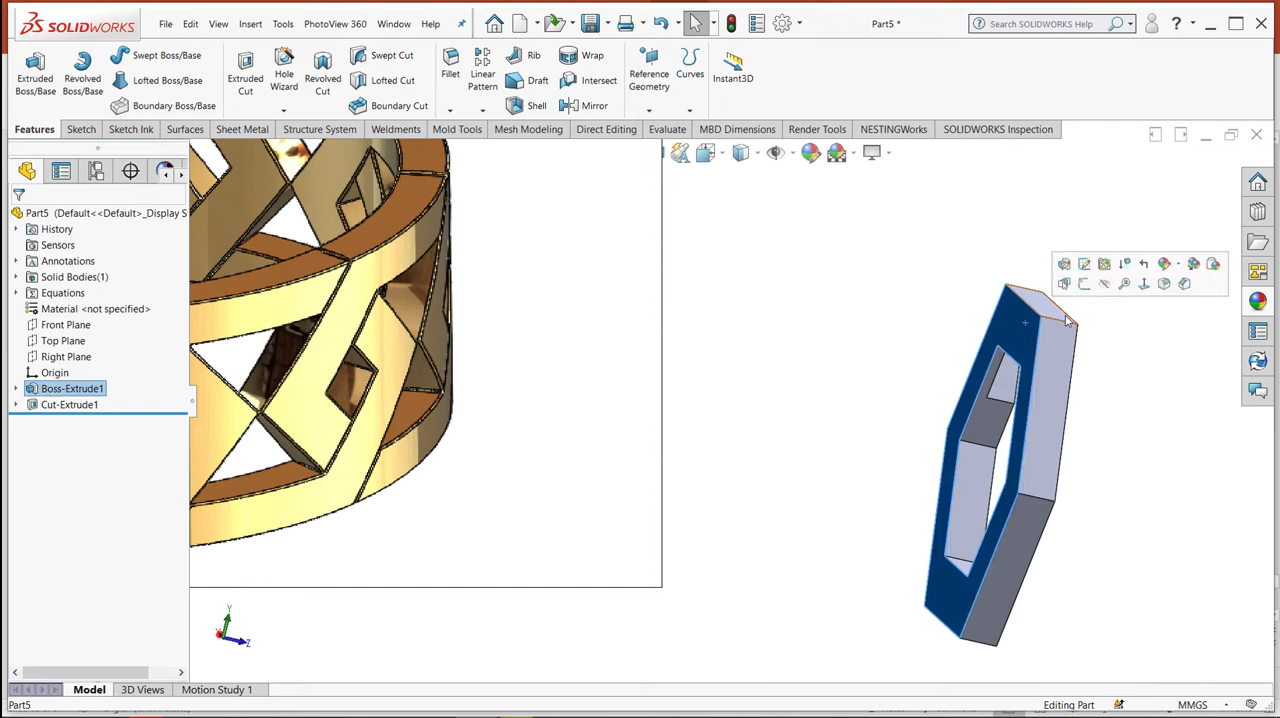 SOLIDWORKS File Edit View Insert Tools PhotoView 360 Window Help Part5 * Search SOLIDWORKS Help ?
Extruded Boss/Base
Revolved Boss/Base
Swept Boss/Base
Lofted Boss/Base
Boundary Boss/Base
Extruded Cut
Hole Wizard
Revolved Cut
Swept Cut
Lofted Cut
Boundary Cut
Fillet
Linear Pattern
Rib
Draft
Shell
Wrap
Intersect
Mirror
Reference Geometry
Curves
Instant3D
Features Sketch Sketch Ink Surfaces Sheet Metal Structure System Weldments Mold Tools Mesh Modeling Direct Editing Evaluate MBD Dimensions Render Tools NESTINGWorks SOLIDWORKS Inspection
Part5 (Default<<Default>_Display S
History
Sensors
Annotations
Solid Bodies(1)
Equations
Material <not specified>
Front Plane
Top Plane
Right Plane
Origin
Boss-Extrude1
Cut-Extrude1
Y
Z
Model 3D Views Motion Study 1
Part5 Editing Part MMGS